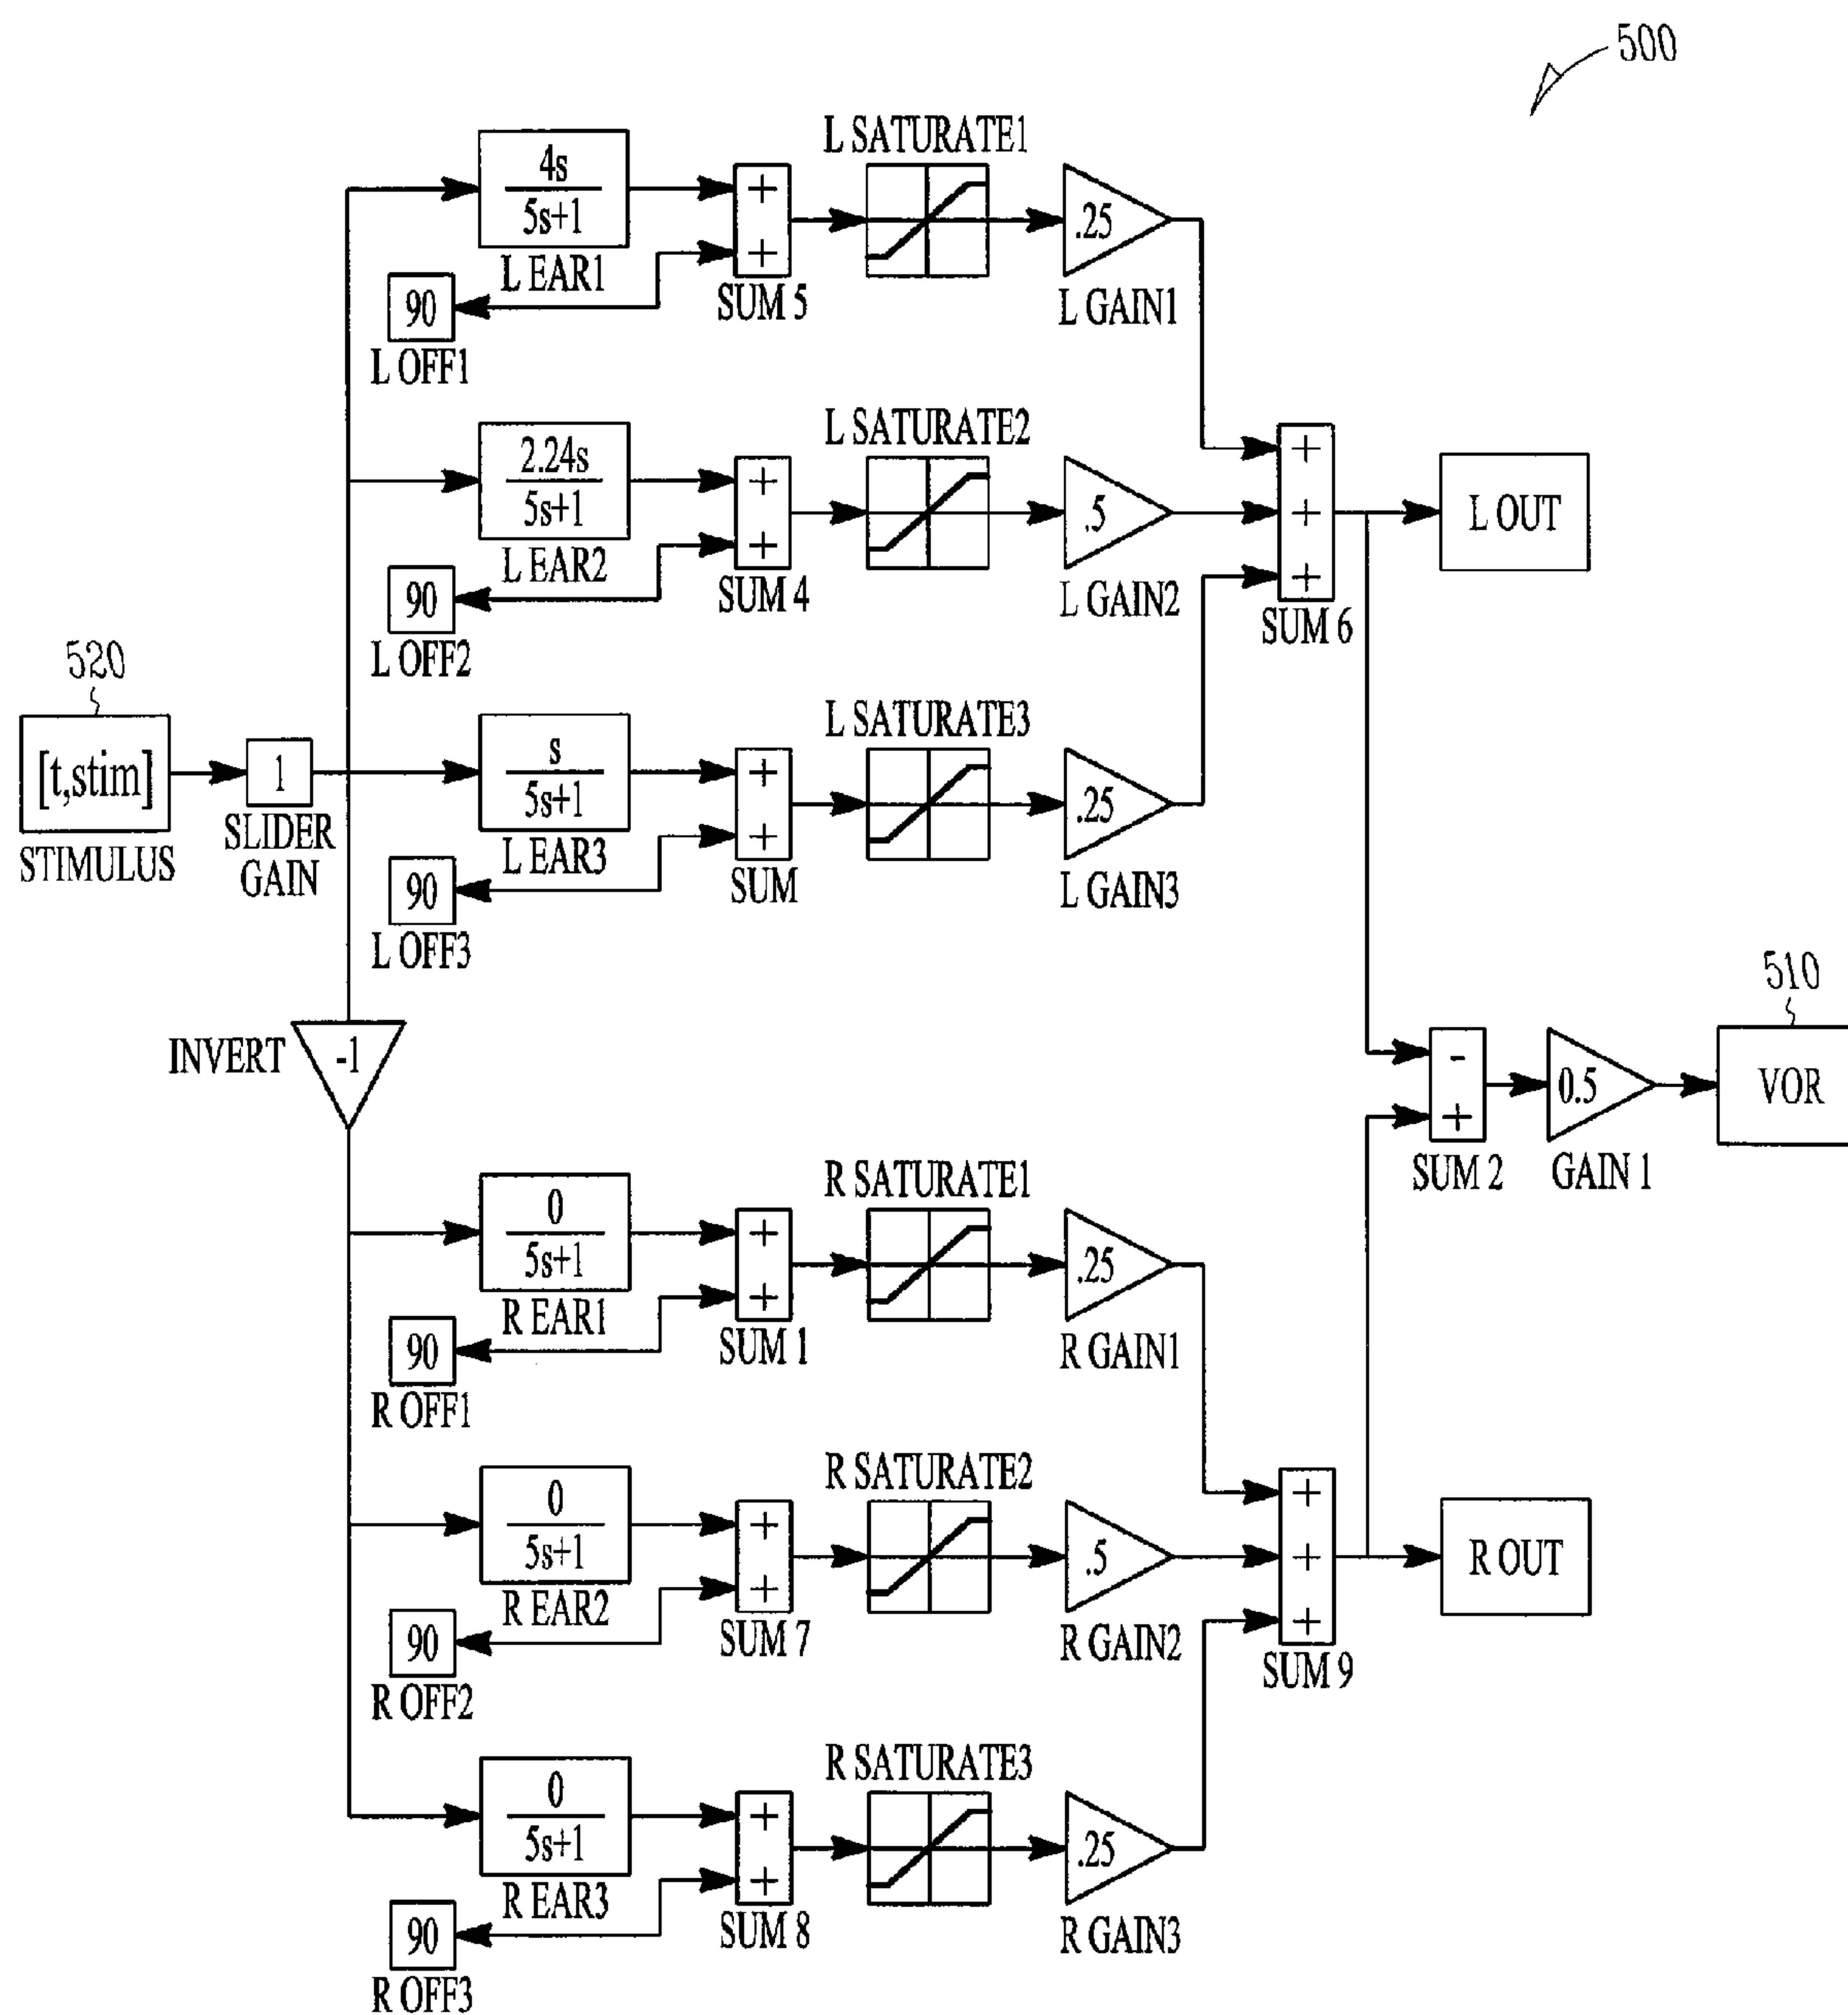 500
L SATURATE1
4s
5s+1
L EAR1
+
+
SUM 5
.25
L GAIN1
90
L OFF1
L SATURATE2
2.24s
5s+1
L EAR2
+
+
SUM 4
.5
L GAIN2
+
+
+
SUM 6
L OUT
90
L OFF2
520
[t,stim]
STIMULUS
1
SLIDER
GAIN
L SATURATE3
s
5s+1
L EAR3
+
+
SUM
.25
L GAIN3
90
L OFF3
INVERT
-1
510
-
+
SUM 2
0.5
GAIN 1
VOR
R SATURATE1
0
5s+1
R EAR1
+
+
SUM 1
.25
R GAIN1
90
R OFF1
R SATURATE2
0
5s+1
R EAR2
+
+
SUM 7
.5
R GAIN2
+
+
+
SUM 9
R OUT
90
R OFF2
R SATURATE3
0
5s+1
R EAR3
+
+
SUM 8
.25
R GAIN3
90
R OFF3